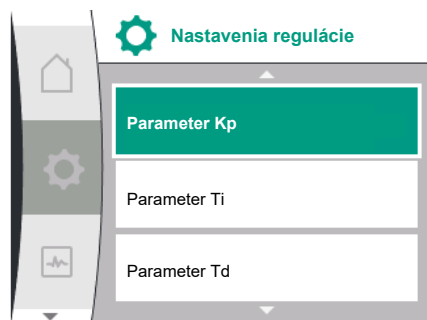 Nastavenia regulácie
Parameter Kp
Parameter Ti
Parameter Td